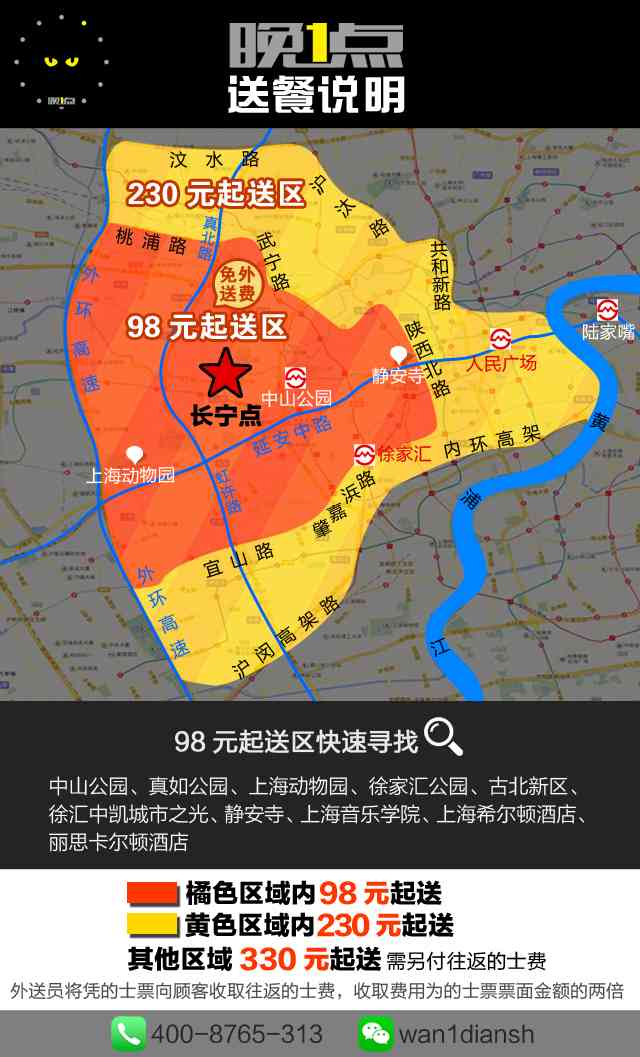 晚1点
晚1点
送餐说明
汶水路
230元起送区
沪汰路
真北路
桃浦路
武宁路
共和新路
外环高速
免外送费
98元起送区
陆家嘴
陕西北路
人民广场
静安寺
中山公园
长宁点
延安中路
黄
内环高架
徐家汇
上海动物园
虹许路
浦
肇嘉浜路
宜山路
外环高速
沪闵高架路
江
98元起送区快速寻找
中山公园、真如公园、上海动物园、徐家汇公园、古北新区、
徐汇中凯城市之光、静安寺、上海音乐学院、上海希尔顿酒店、
丽思卡尔顿酒店
橘色区域内98元起送
黄色区域内230元起送
其他区域 330元起送 需另付往返的士费
外送员将凭的士票向顾客收取往返的士费，收取费用为的士票票面金额的两倍
400-8765-313 wan1diansh